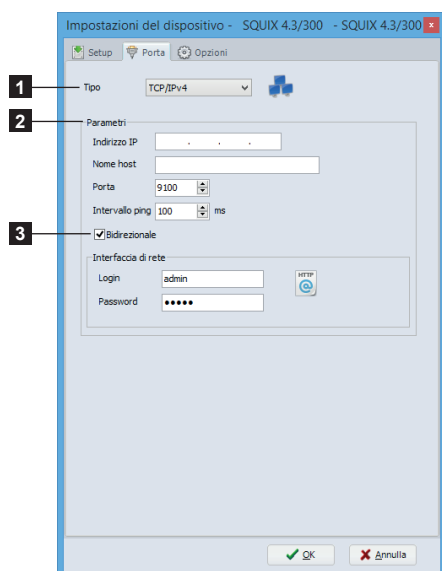 Impostazioni del dispositivo - SQUIX 4.3/300 - SQUIX 4.3/300
Setup Porta Opzioni
1 Tipo TCP/IPv4
2 Parametri
Indirizzo IP . . .
Nome host
Porta 9100
Intervallo ping 100 ms
3 Bidirezionale
Interfaccia di rete
Login admin HTTP @
Password •••••
OK Annulla